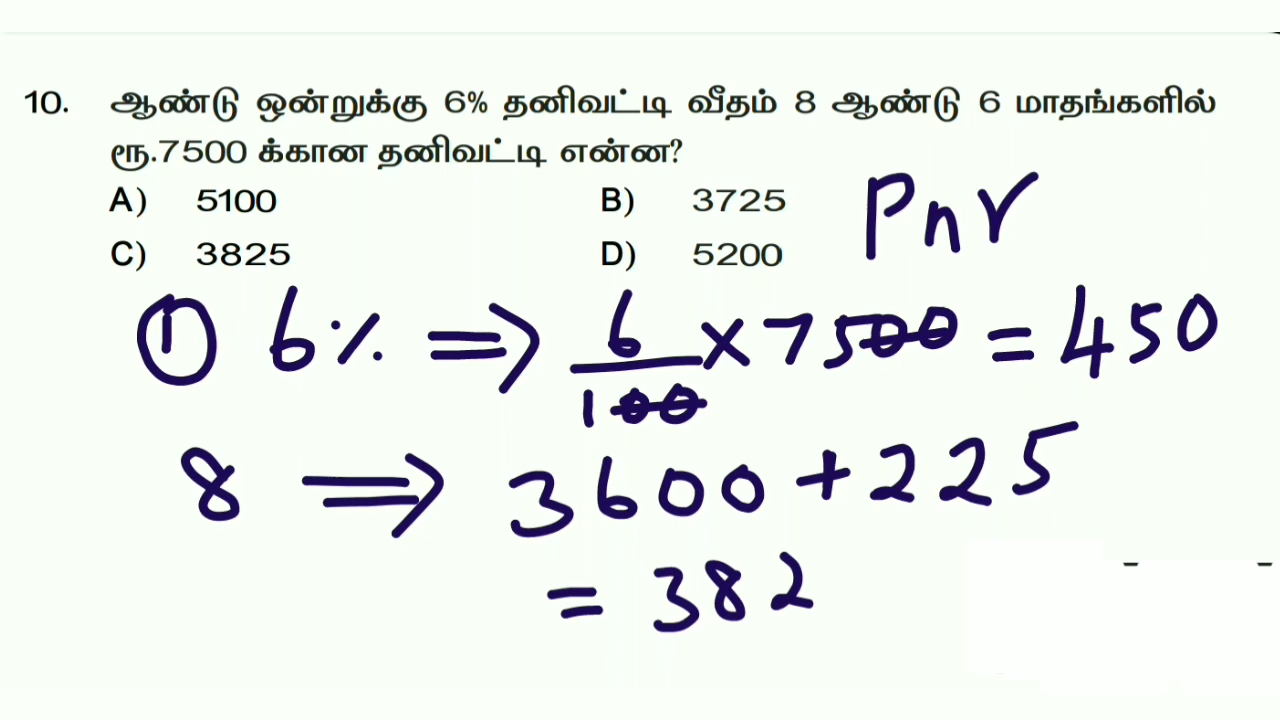 10. ஆண்டு ஒன்றுக்கு 6% தனிவட்டி வீதம் 8 ஆண்டு 6 மாதங்களில்
ரூ.7500 க்கான தனிவட்டி என்ன?
A) 5100 B) 3725
C) 3825 D) 5200
Pnr
① 6% ⇒ 6/100 × 7500 = 450
8 ⇒ 3600 + 225
= 382